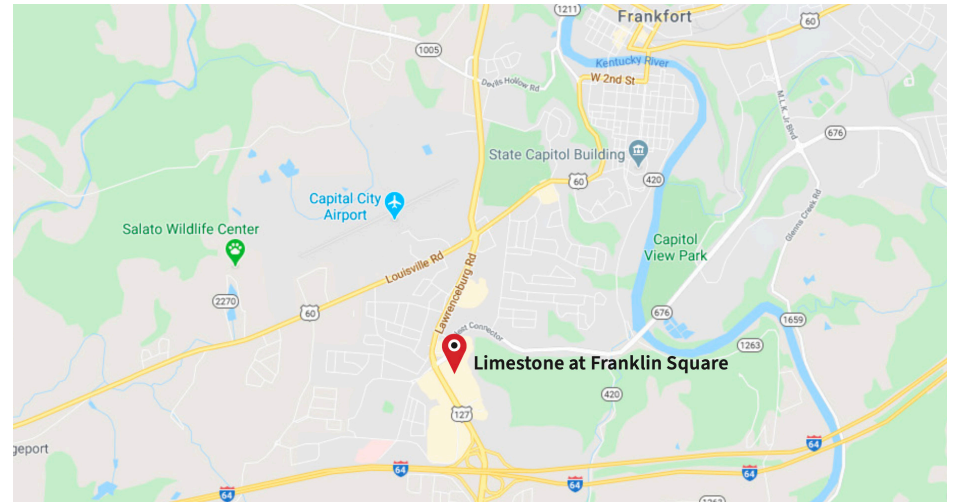 1211
Frankfort
60
1005
Kentucky River
W 2nd St
Devils Hollow Rd
M.L.K. Jr Blvd
676
State Capitol Building
60
420
Capital City
Airport
Glenns Creek Rd
Salato Wildlife Center
Capitol
View Park
Louisville Rd
Lawrenceburg Rd
2270
60
676
1659
Connector
1263
Limestone at Franklin Square
420
127
geport
64
64
64
64
64
1263